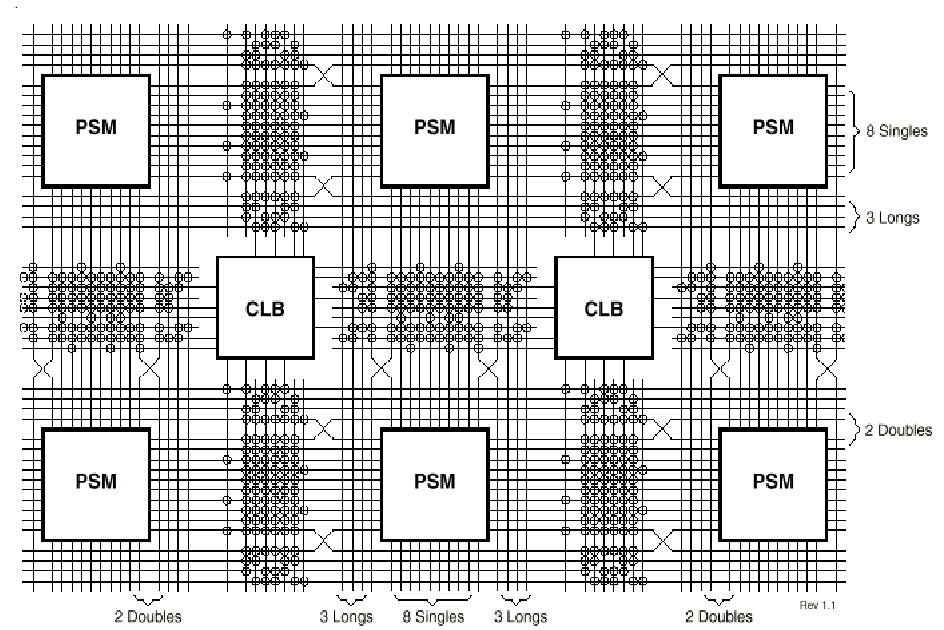 PSM
PSM
PSM
8 Singles
3 Longs
CLB
CLB
2 Doubles
PSM
PSM
PSM
Rev 1.1
2 Doubles
3 Longs
8 Singles
3 Longs
2 Doubles